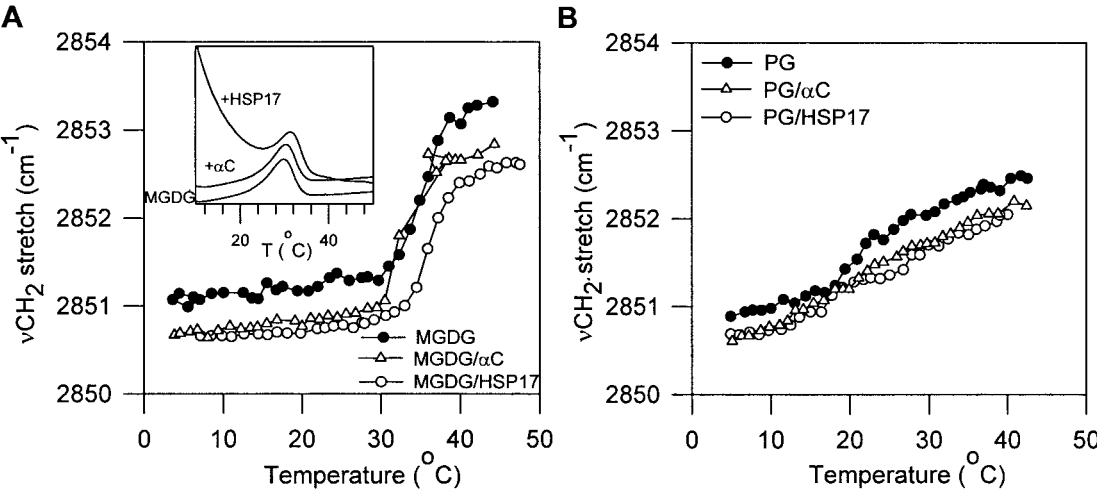 A
2854
2853
2852
2851
2850
νCH2 stretch (cm-1)
+HSP17
+αC
MGDG
20 40
T (°C)
MGDG
MGDG/αC
MGDG/HSP17
0 10 20 30 40 50
Temperature (°C)
B
2854
2853
2852
2851
2850
νCH2. stretch (cm-1)
PG
PG/αC
PG/HSP17
0 10 20 30 40 50
Temperature (°C)